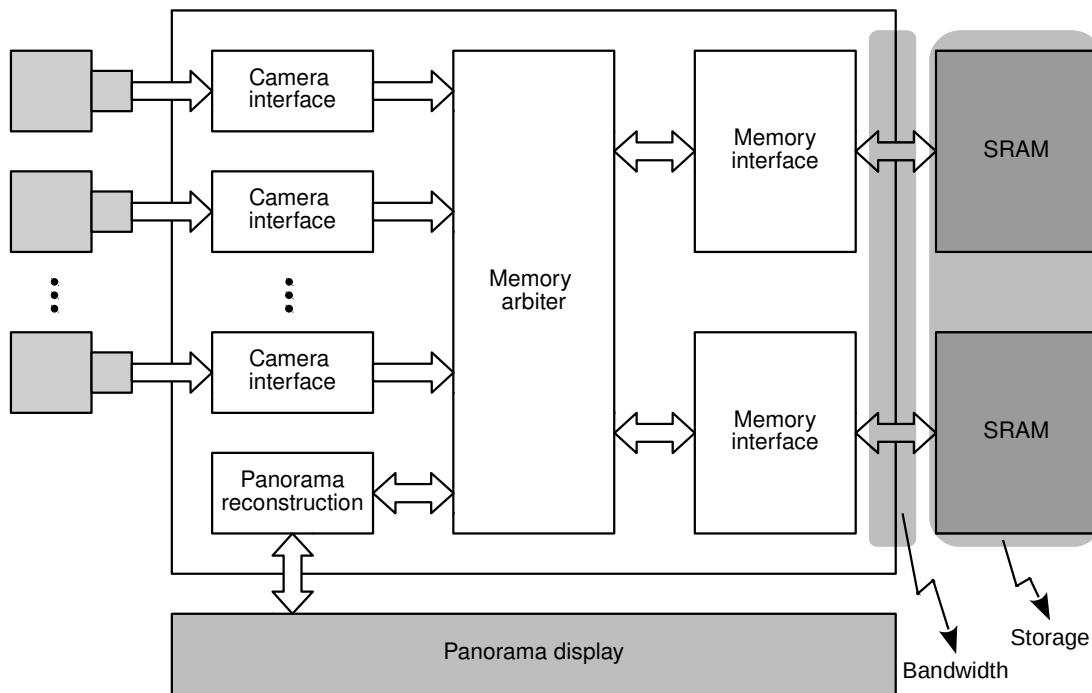 Camera
interface
Camera
interface
Camera
interface
Panorama
reconstruction
Memory
arbiter
Memory
interface
Memory
interface
SRAM
SRAM
Storage
Bandwidth
Panorama display